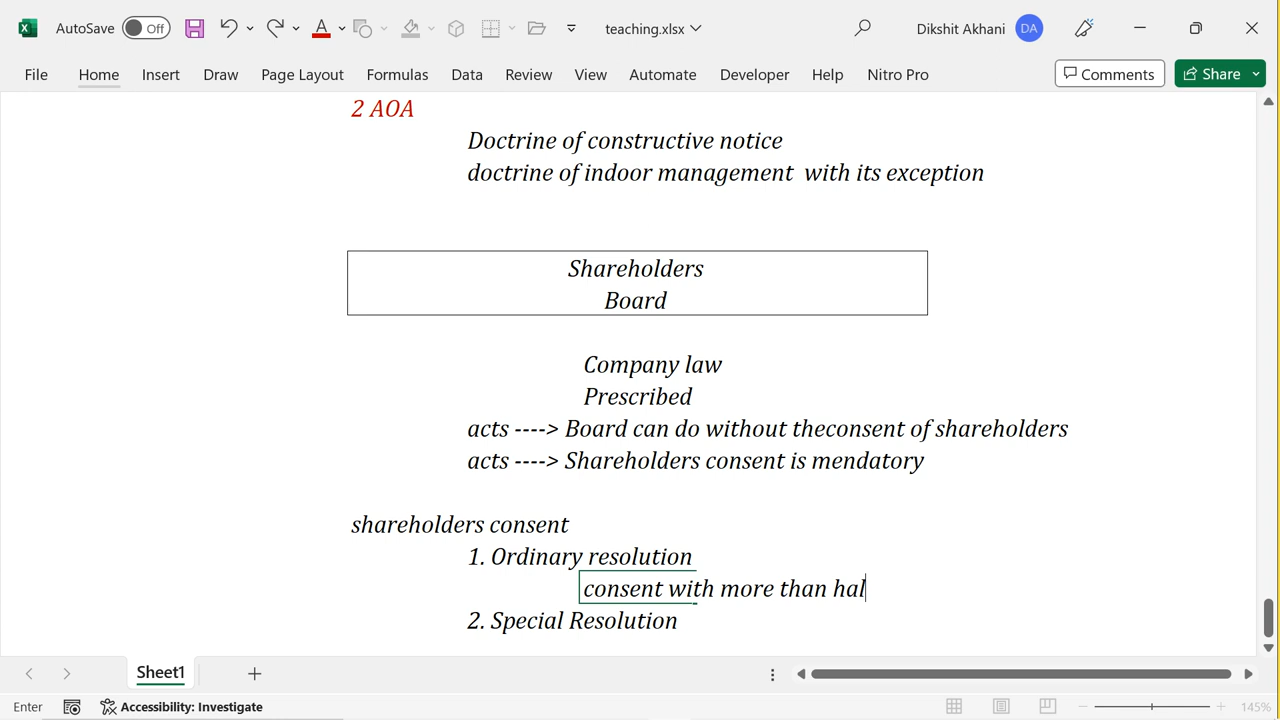 AutoSave Off teaching.xlsx Dikshit Akhani DA
File Home Insert Draw Page Layout Formulas Data Review View Automate Developer Help Nitro Pro Comments Share
2 AOA
Doctrine of constructive notice
doctrine of indoor management with its exception
Shareholders
Board
Company law
Prescribed
acts ----> Board can do without theconsent of shareholders
acts ----> Shareholders consent is mendatory
shareholders consent
1. Ordinary resolution
consent with more than hal
2. Special Resolution
Sheet1
Enter Accessibility: Investigate 145%